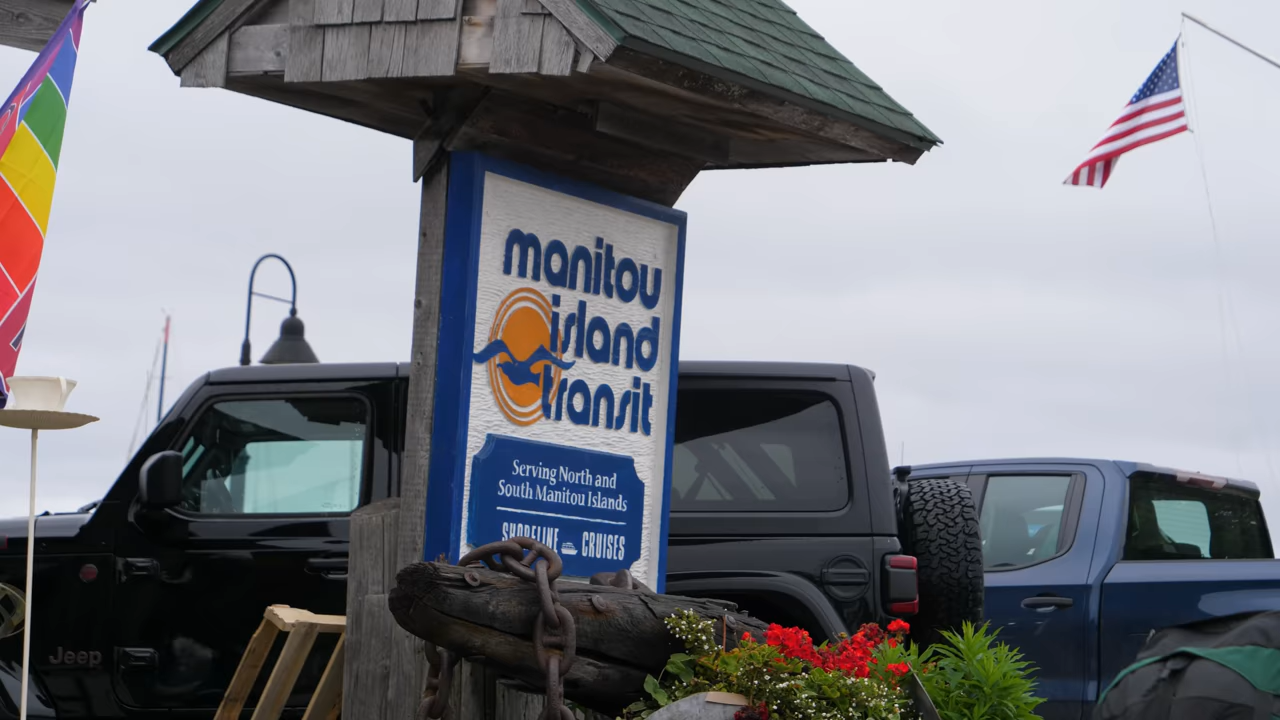 manitou
island
transit
Serving North and
South Manitou Islands
SHORELINE CRUISES
Jeep